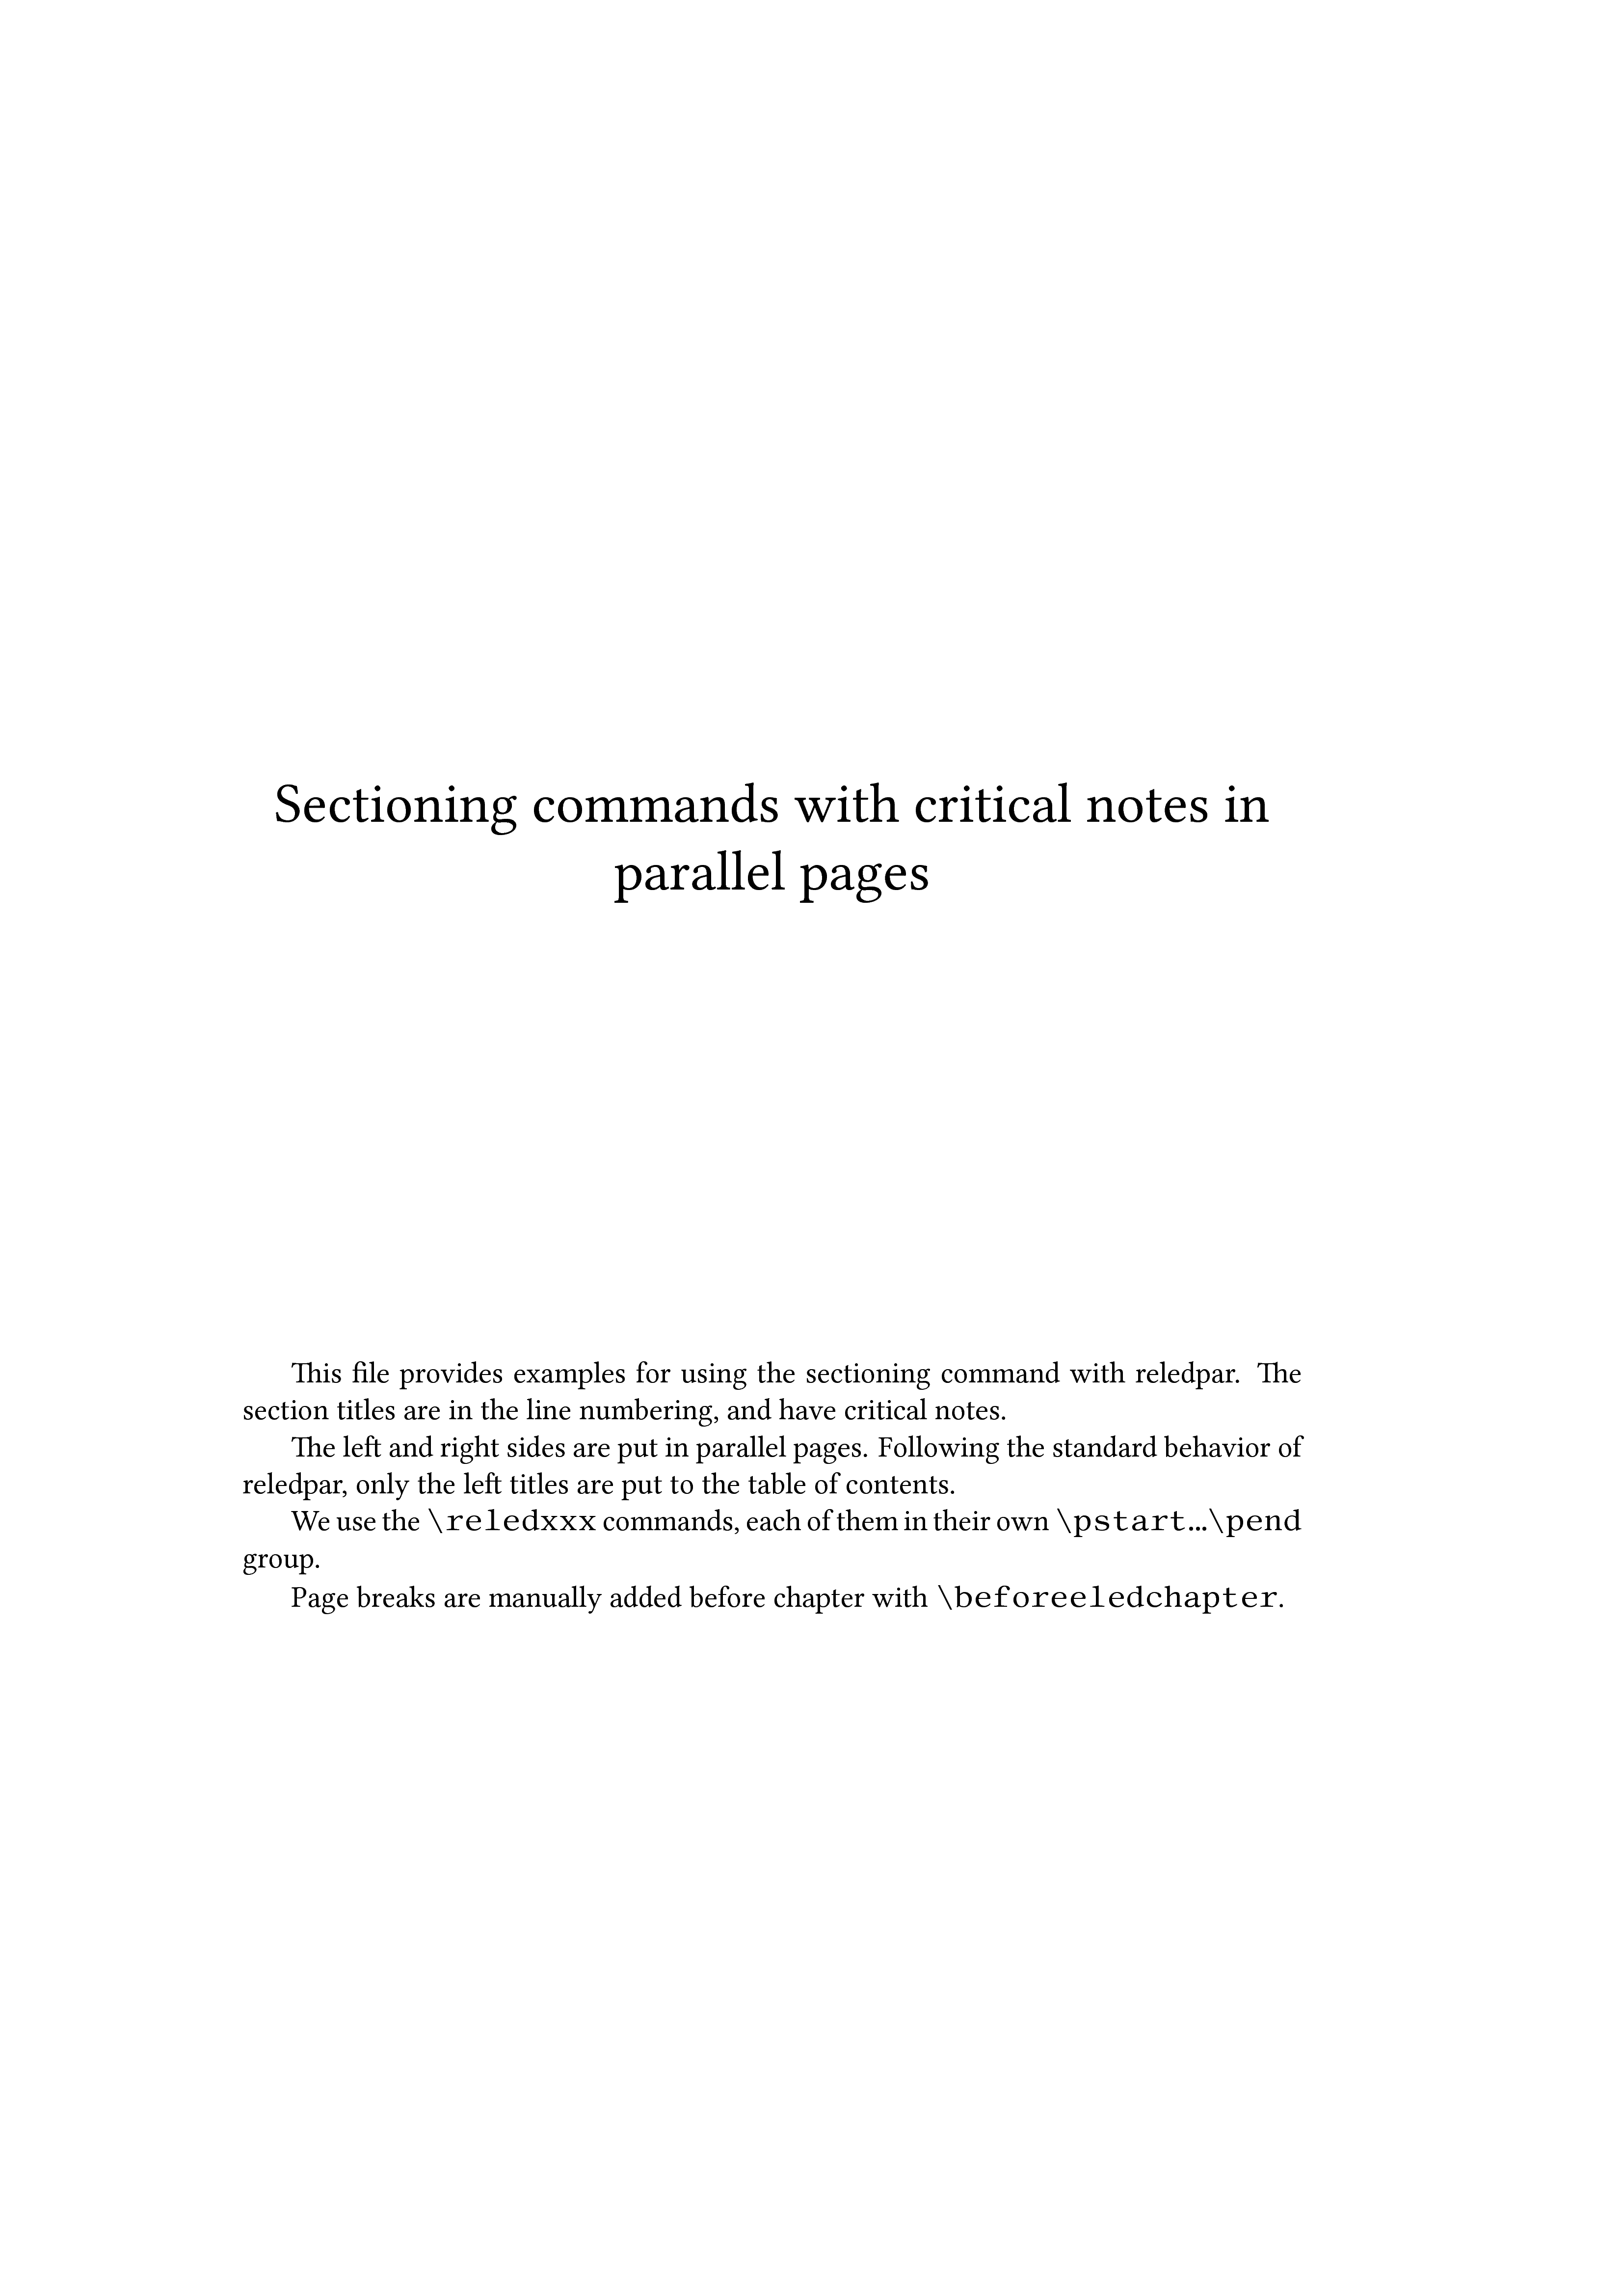 Sectioning commands with critical notes in
parallel pages
This file provides examples for using the sectioning command with reledpar. The
section titles are in the line numbering, and have critical notes.
The left and right sides are put in parallel pages. Following the standard behavior of
reledpar, only the left titles are put to the table of contents.
We use the \reledxxx commands, each of them in their own \pstart…\pend
group.
Page breaks are manually added before chapter with \beforeeledchapter.